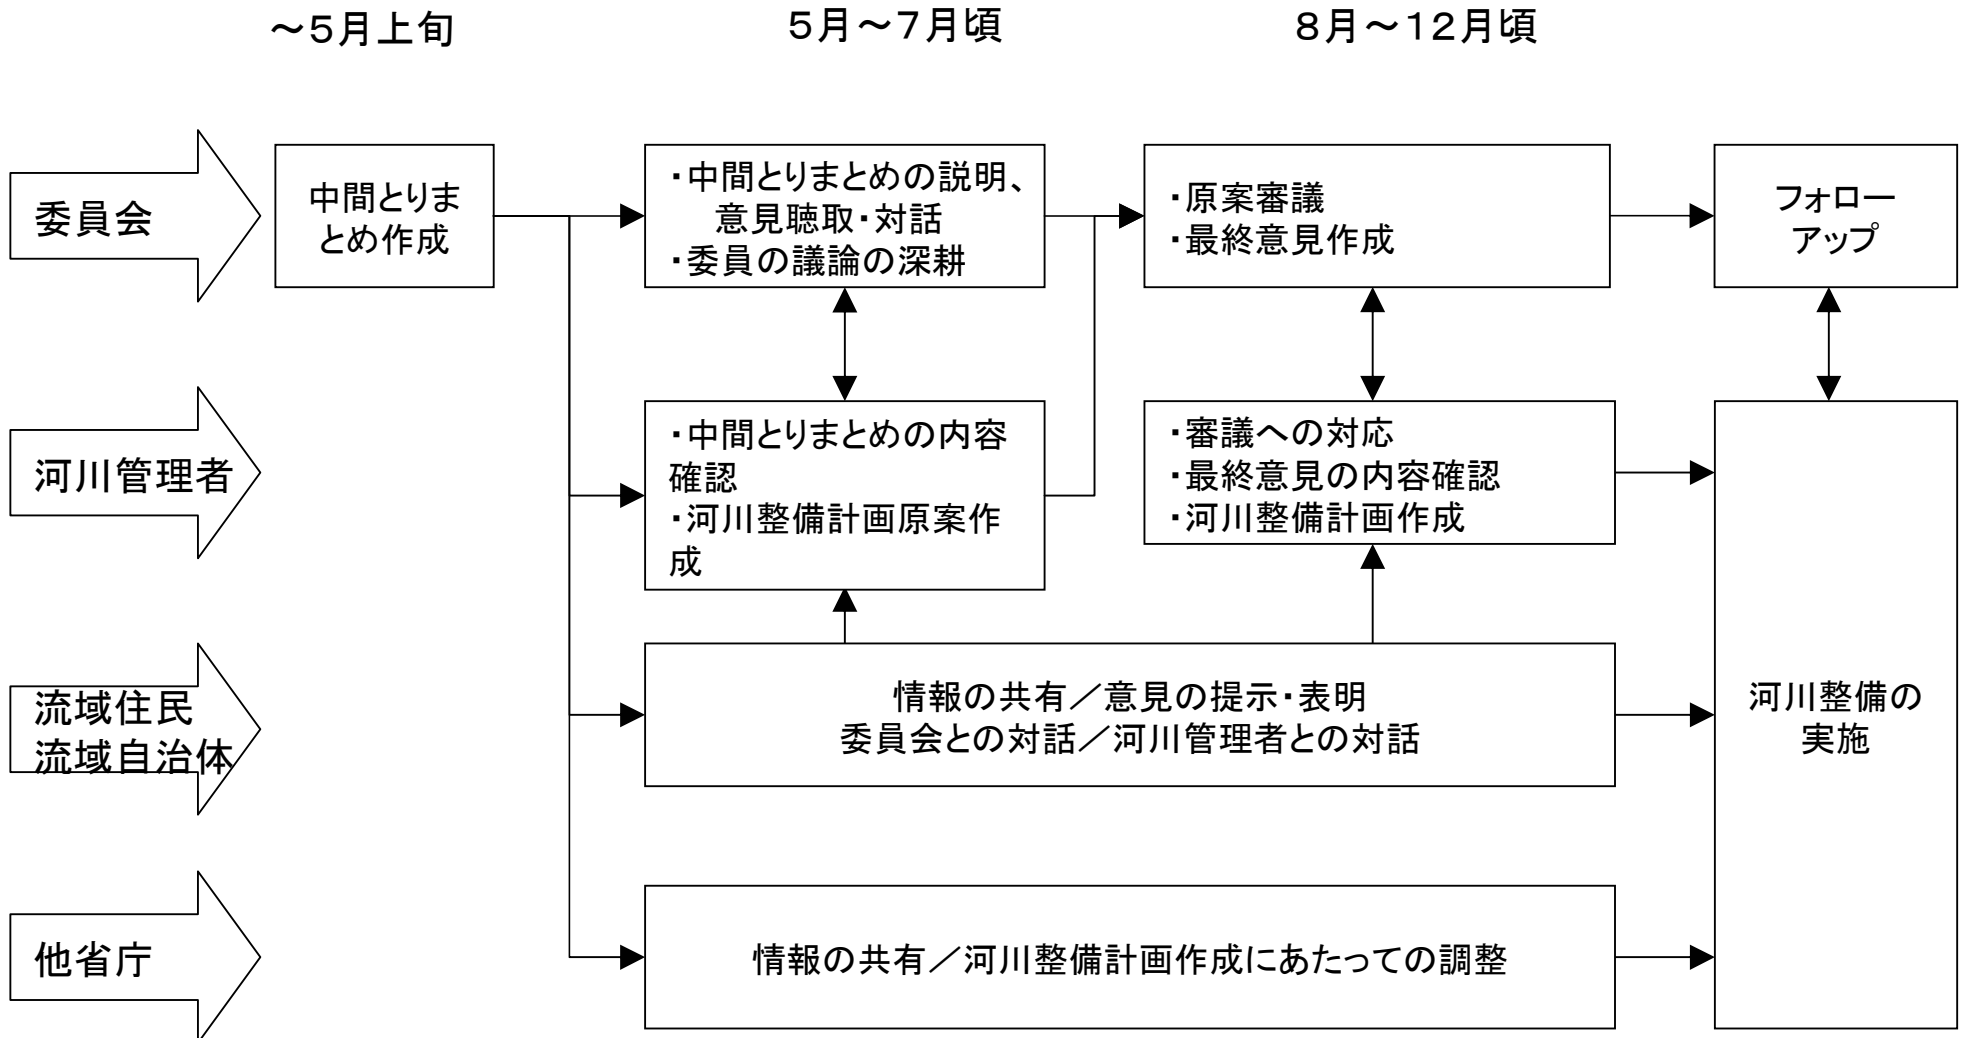 ～５月上旬
５月～７月頃
８月～１２月頃
委員会
中間とりま
とめ作成
・中間とりまとめの説明、
意見聴取・対話
・委員の議論の深耕
・原案審議
・最終意見作成
フォロー
アップ
河川管理者
・中間とりまとめの内容
確認
・河川整備計画原案作
成
・審議への対応
・最終意見の内容確認
・河川整備計画作成
流域住民
流域自治体
情報の共有／意見の提示・表明
委員会との対話／河川管理者との対話
河川整備の
実施
他省庁
情報の共有／河川整備計画作成にあたっての調整